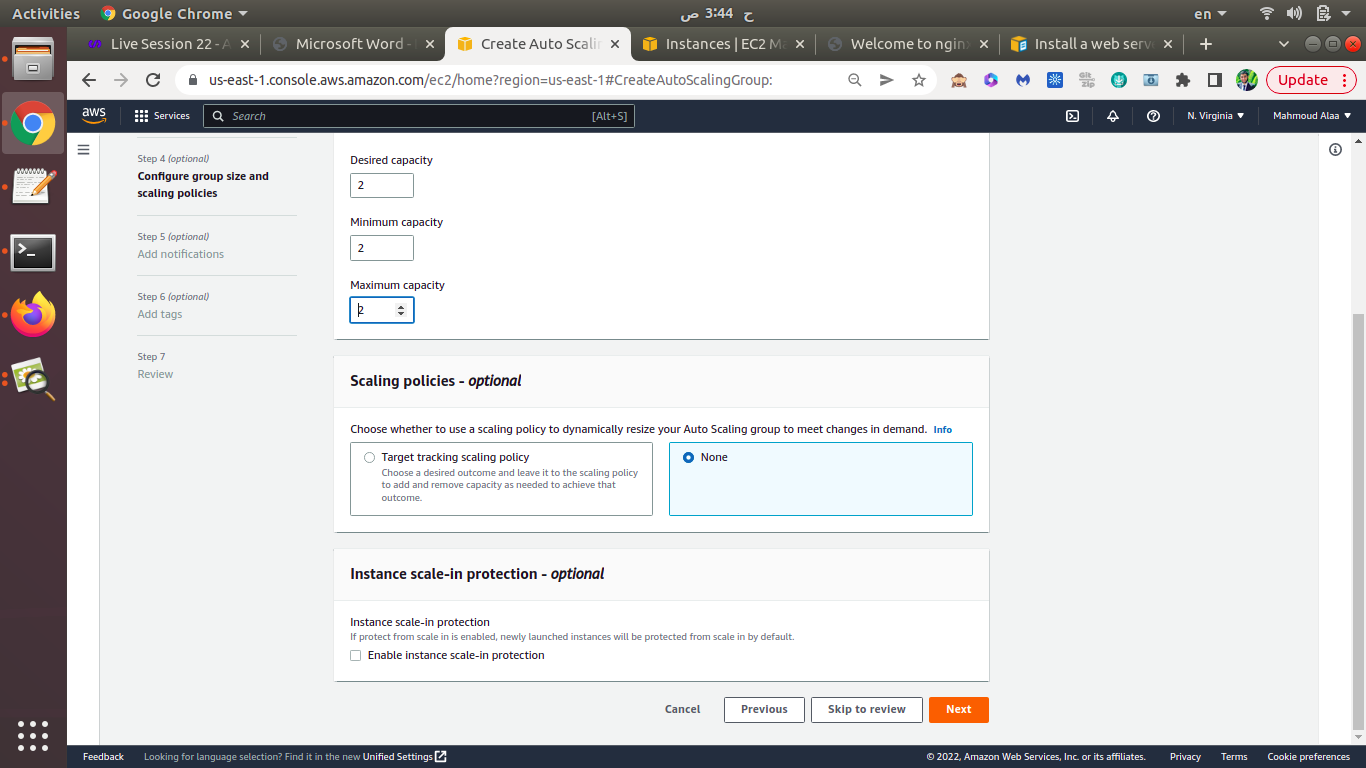 Activities
Google Chrome
ح 3:44 ص
en
Live Session 22 - A
Microsoft Word -
Create Auto Scalin
Instances | EC2 Ma
Welcome to ngin
Install a web serve
us-east-1.console.aws.amazon.com/ec2/home?region=us-east-1#CreateAutoScalingGroup:
Git
zip
Update
aws
Services
Search
[Alt+S]
N. Virginia
Mahmoud Alaa
Step 4 (optional)
Configure group size and
scaling policies
Step 5 (optional)
Add notifications
Step 6 (optional)
Add tags
Step 7
Review
Desired capacity
2
Minimum capacity
2
Maximum capacity
2
Scaling policies - optional
Choose whether to use a scaling policy to dynamically resize your Auto Scaling group to meet changes in demand. Info
Target tracking scaling policy
Choose a desired outcome and leave it to the scaling policy
to add and remove capacity as needed to achieve that
outcome.
None
Instance scale-in protection - optional
Instance scale-in protection
If protect from scale in is enabled, newly launched instances will be protected from scale in by default.
Enable instance scale-in protection
Cancel
Previous
Skip to review
Next
Feedback
Looking for language selection? Find it in the new Unified Settings
© 2022, Amazon Web Services, Inc. or its affiliates.
Privacy
Terms
Cookie preferences